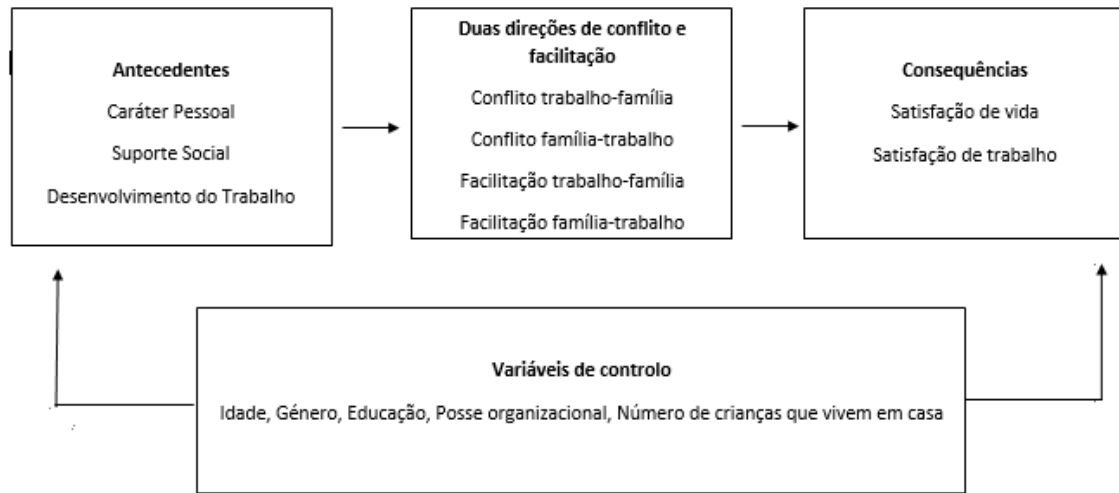 Antecedentes
Caráter Pessoal
Suporte Social
Desenvolvimento do Trabalho
Duas direções de conflito e
facilitação
Conflito trabalho-família
Conflito família-trabalho
Facilitação trabalho-família
Facilitação família-trabalho
Consequências
Satisfação de vida
Satisfação de trabalho
Variáveis de controlo
Idade, Género, Educação, Posse organizacional, Número de crianças que vivem em casa